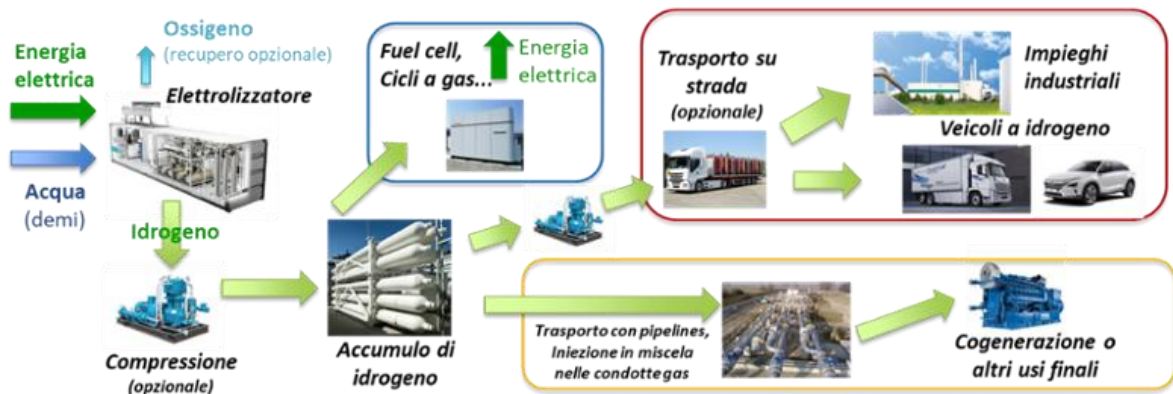 Energia
elettrica
Ossigeno
(recupero opzionale)
Elettrolizzatore
Acqua
(demi)
Idrogeno
Compressione
(opzionale)
Accumulo di
idrogeno
Fuel cell,
Cicli a gas...
Energia
elettrica
Trasporto su
strada
(opzionale)
Impieghi
industriali
Veicoli a idrogeno
Trasporto con pipelines,
Iniezione in miscela
nelle condotte gas
Cogenerazione o
altri usi finali